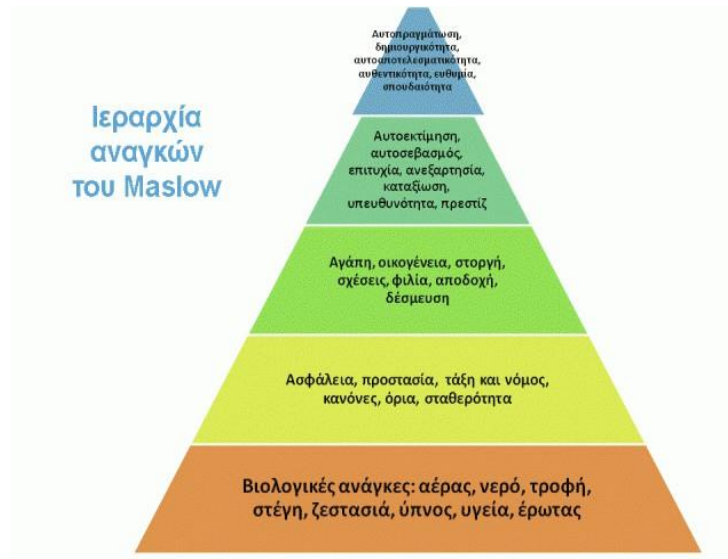 Ιεραρχία
αναγκών
του Maslow
Αυτοπραγμάτωση,
δημιουργικότητα,
αυτοαποτελεσματικότητα,
αυθεντικότητα, ευθυμία,
σπουδαιότητα
Αυτοεκτίμηση,
αυτοσεβασμός,
επιτυχία, ανεξαρτησία,
καταξίωση,
υπευθυνότητα, πρεστίζ
Αγάπη, οικογένεια, στοργή,
σχέσεις, φιλία, αποδοχή,
δέσμευση
Ασφάλεια, προστασία, τάξη και νόμος,
κανόνες, όρια, σταθερότητα
Βιολογικές ανάγκες: αέρας, νερό, τροφή,
στέγη, ζεστασιά, ύπνος, υγεία, έρωτας